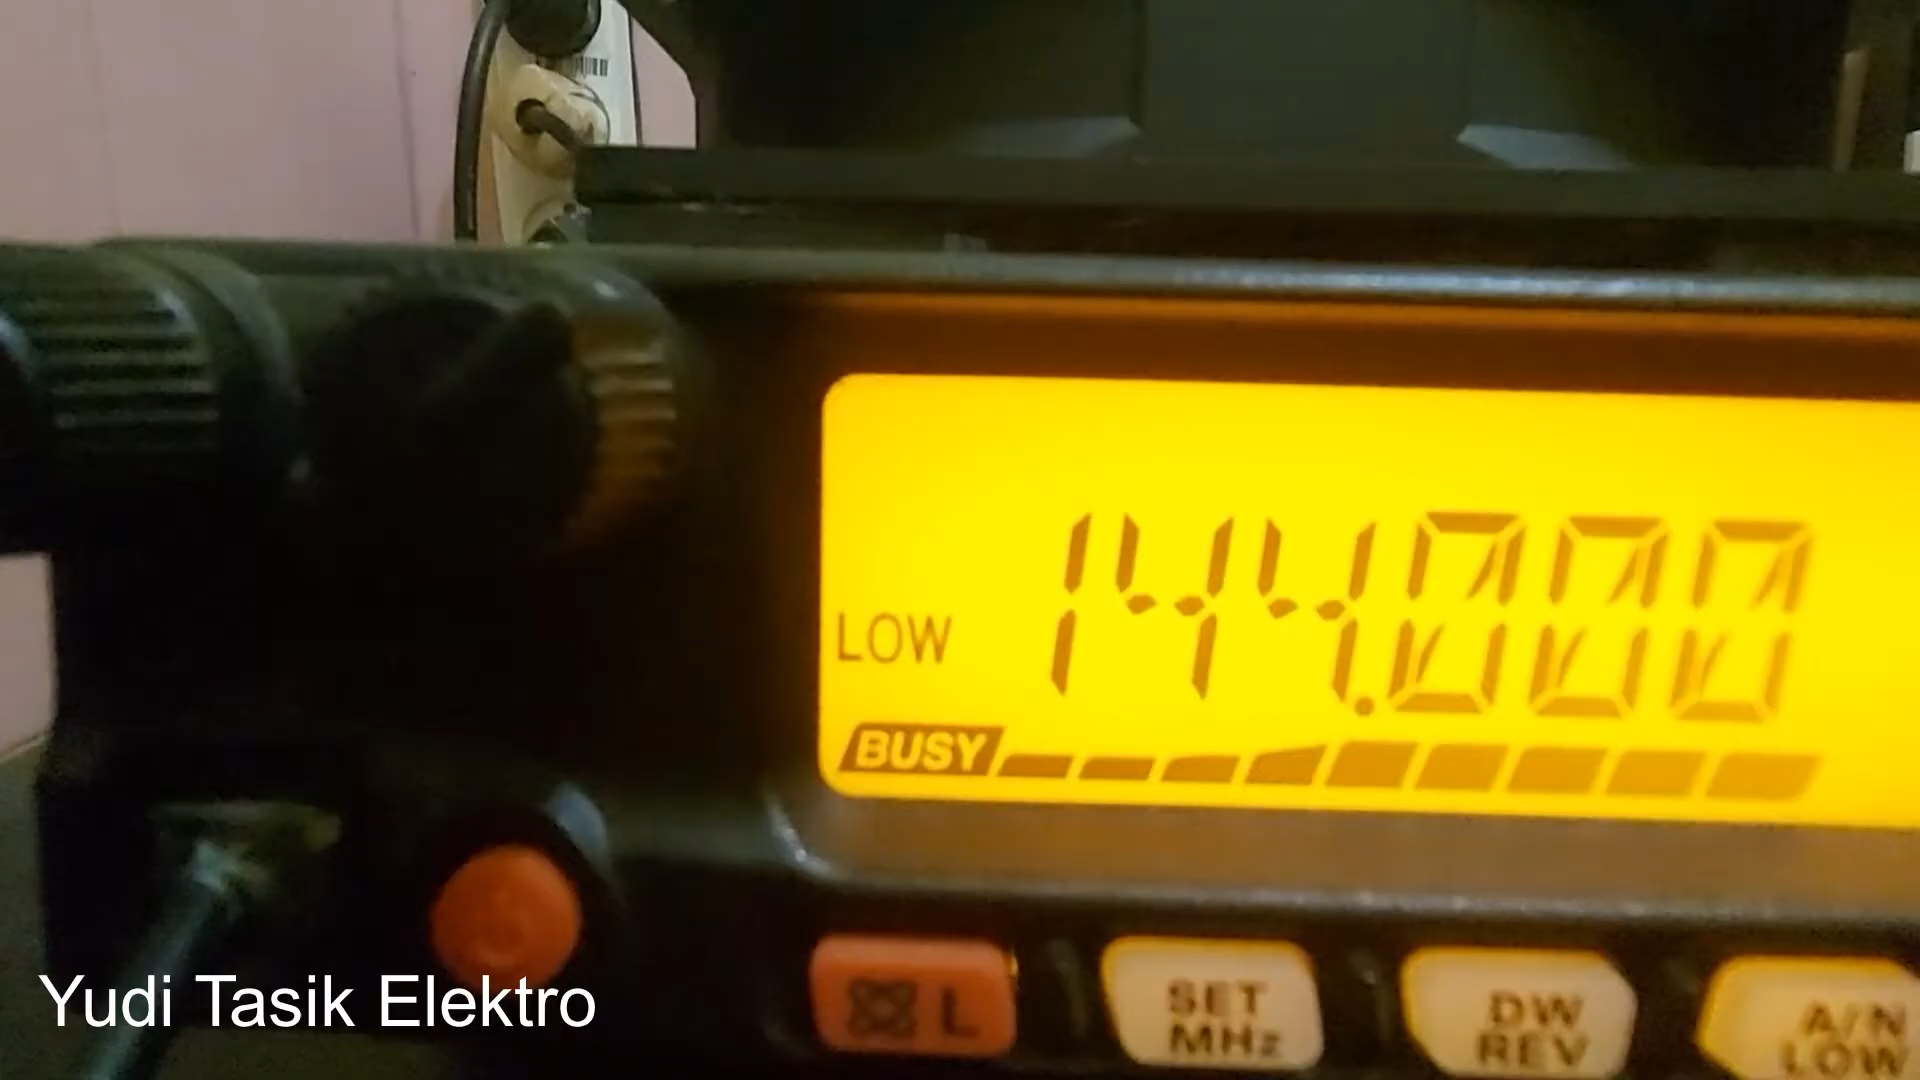 144.000
LOW
BUSY
L
SET
MHz
DW
REV
A/N
LOW
Yudi Tasik Elektro